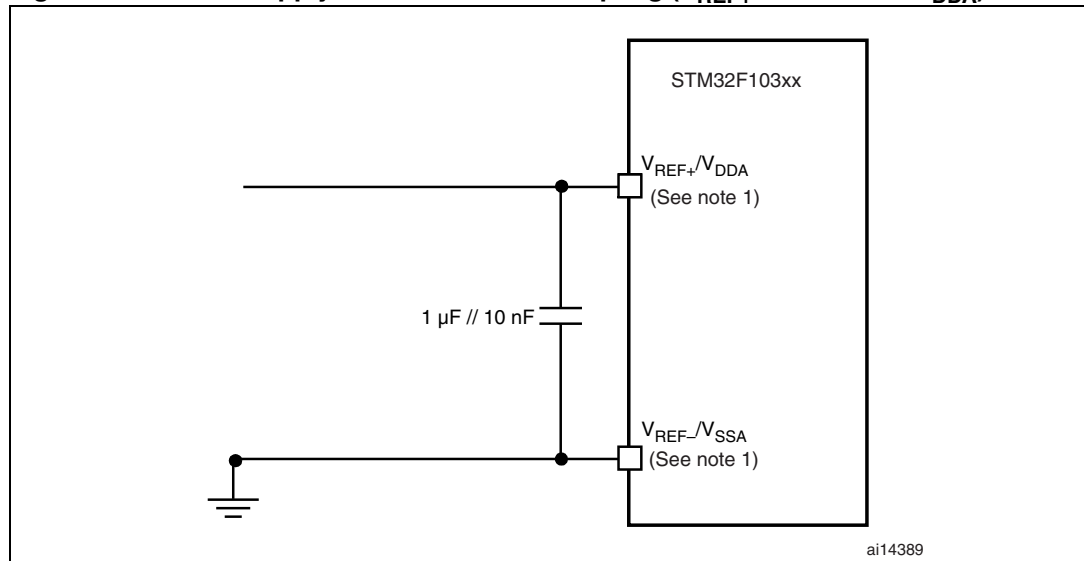 STM32F103xx
VREF+/VDDA
(See note 1)
1 µF // 10 nF
VREF–/VSSA
(See note 1)
ai14389